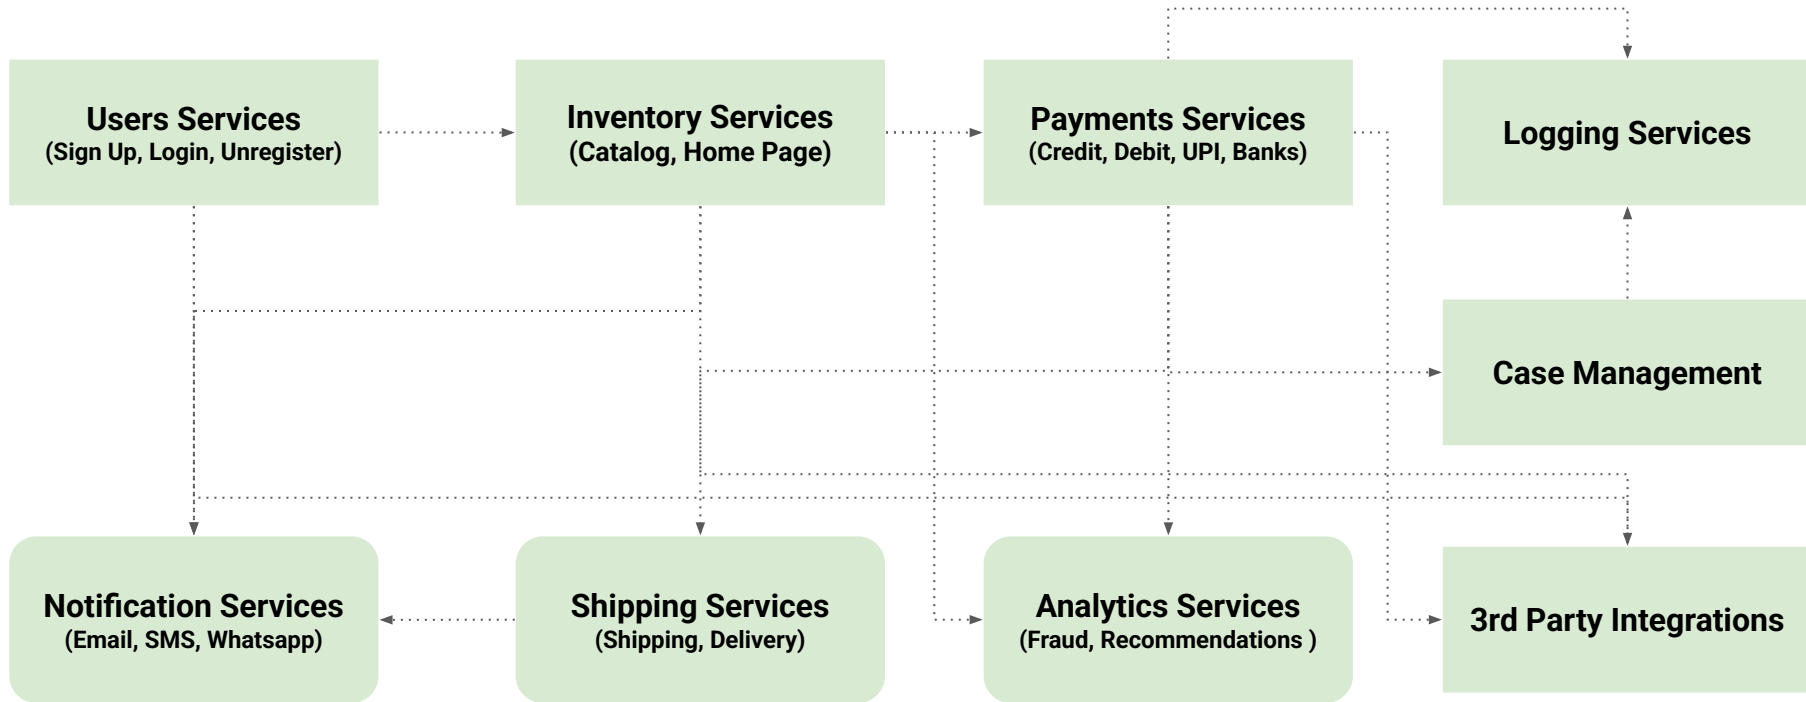 Users Services
(Sign Up, Login, Unregister)
Inventory Services
(Catalog, Home Page)
Payments Services
(Credit, Debit, UPI, Banks)
Logging Services
Case Management
Notification Services
(Email, SMS, Whatsapp)
Shipping Services
(Shipping, Delivery)
Analytics Services
(Fraud, Recommendations )
3rd Party Integrations